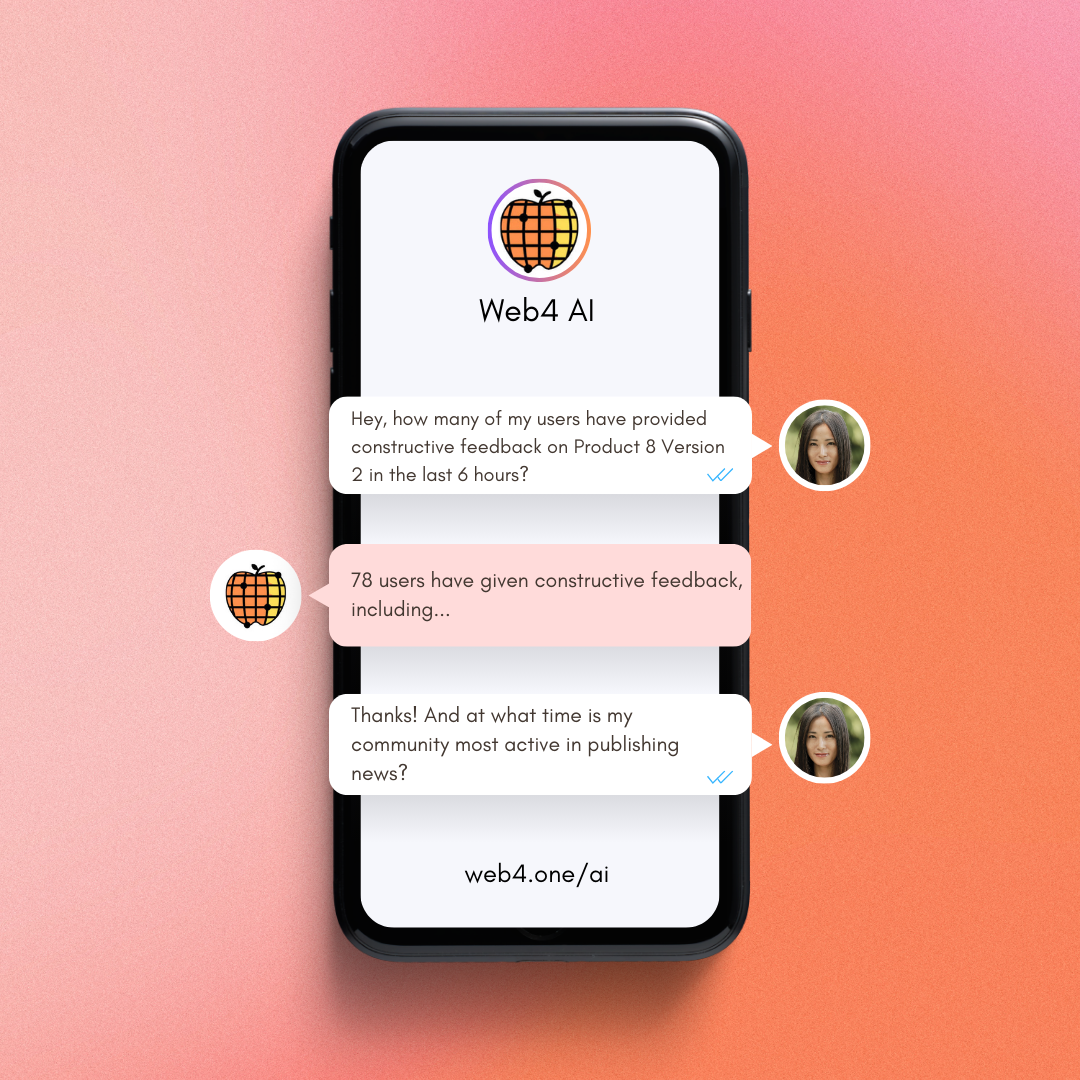 Web4 AI
Hey, how many of my users have provided
constructive feedback on Product 8 Version
2 in the last 6 hours?
78 users have given constructive feedback,
including...
Thanks! And at what time is my
community most active in publishing
news?
web4.one/ai